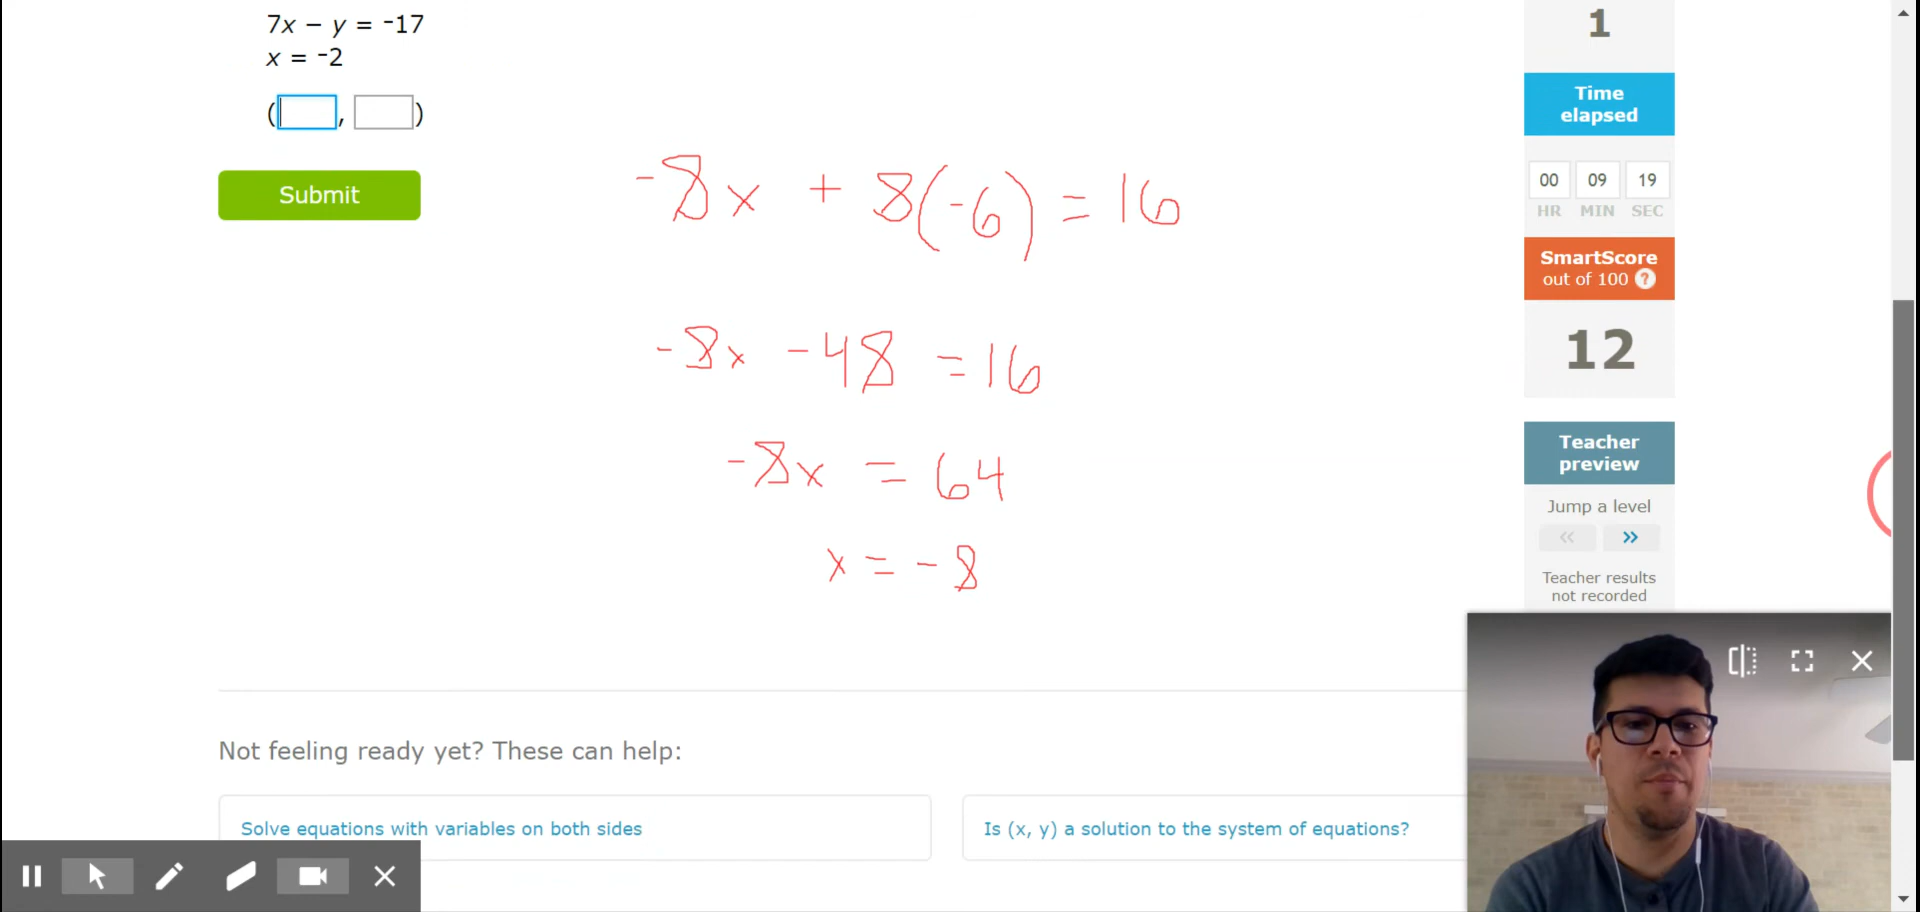 7x − y = ⁻17
x = ⁻2
( , )
Submit
-8x + 8(-6) = 16
-8x -48 = 16
-8x = 64
x = -8
1
Time
elapsed
00 09 19
HR MIN SEC
SmartScore
out of 100 ?
12
Teacher
preview
Jump a level
« »
Teacher results
not recorded
Not feeling ready yet? These can help:
Solve equations with variables on both sides
Is (x, y) a solution to the system of equations?